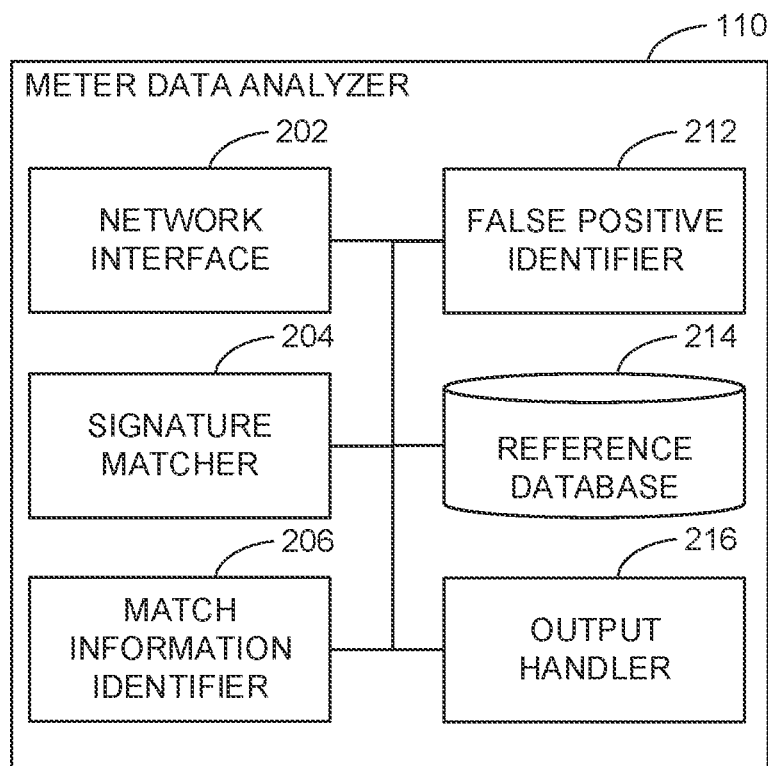 110
METER DATA ANALYZER
202
NETWORK
INTERFACE
212
FALSE POSITIVE
IDENTIFIER
204
SIGNATURE
MATCHER
214
REFERENCE
DATABASE
206
MATCH
INFORMATION
IDENTIFIER
216
OUTPUT
HANDLER